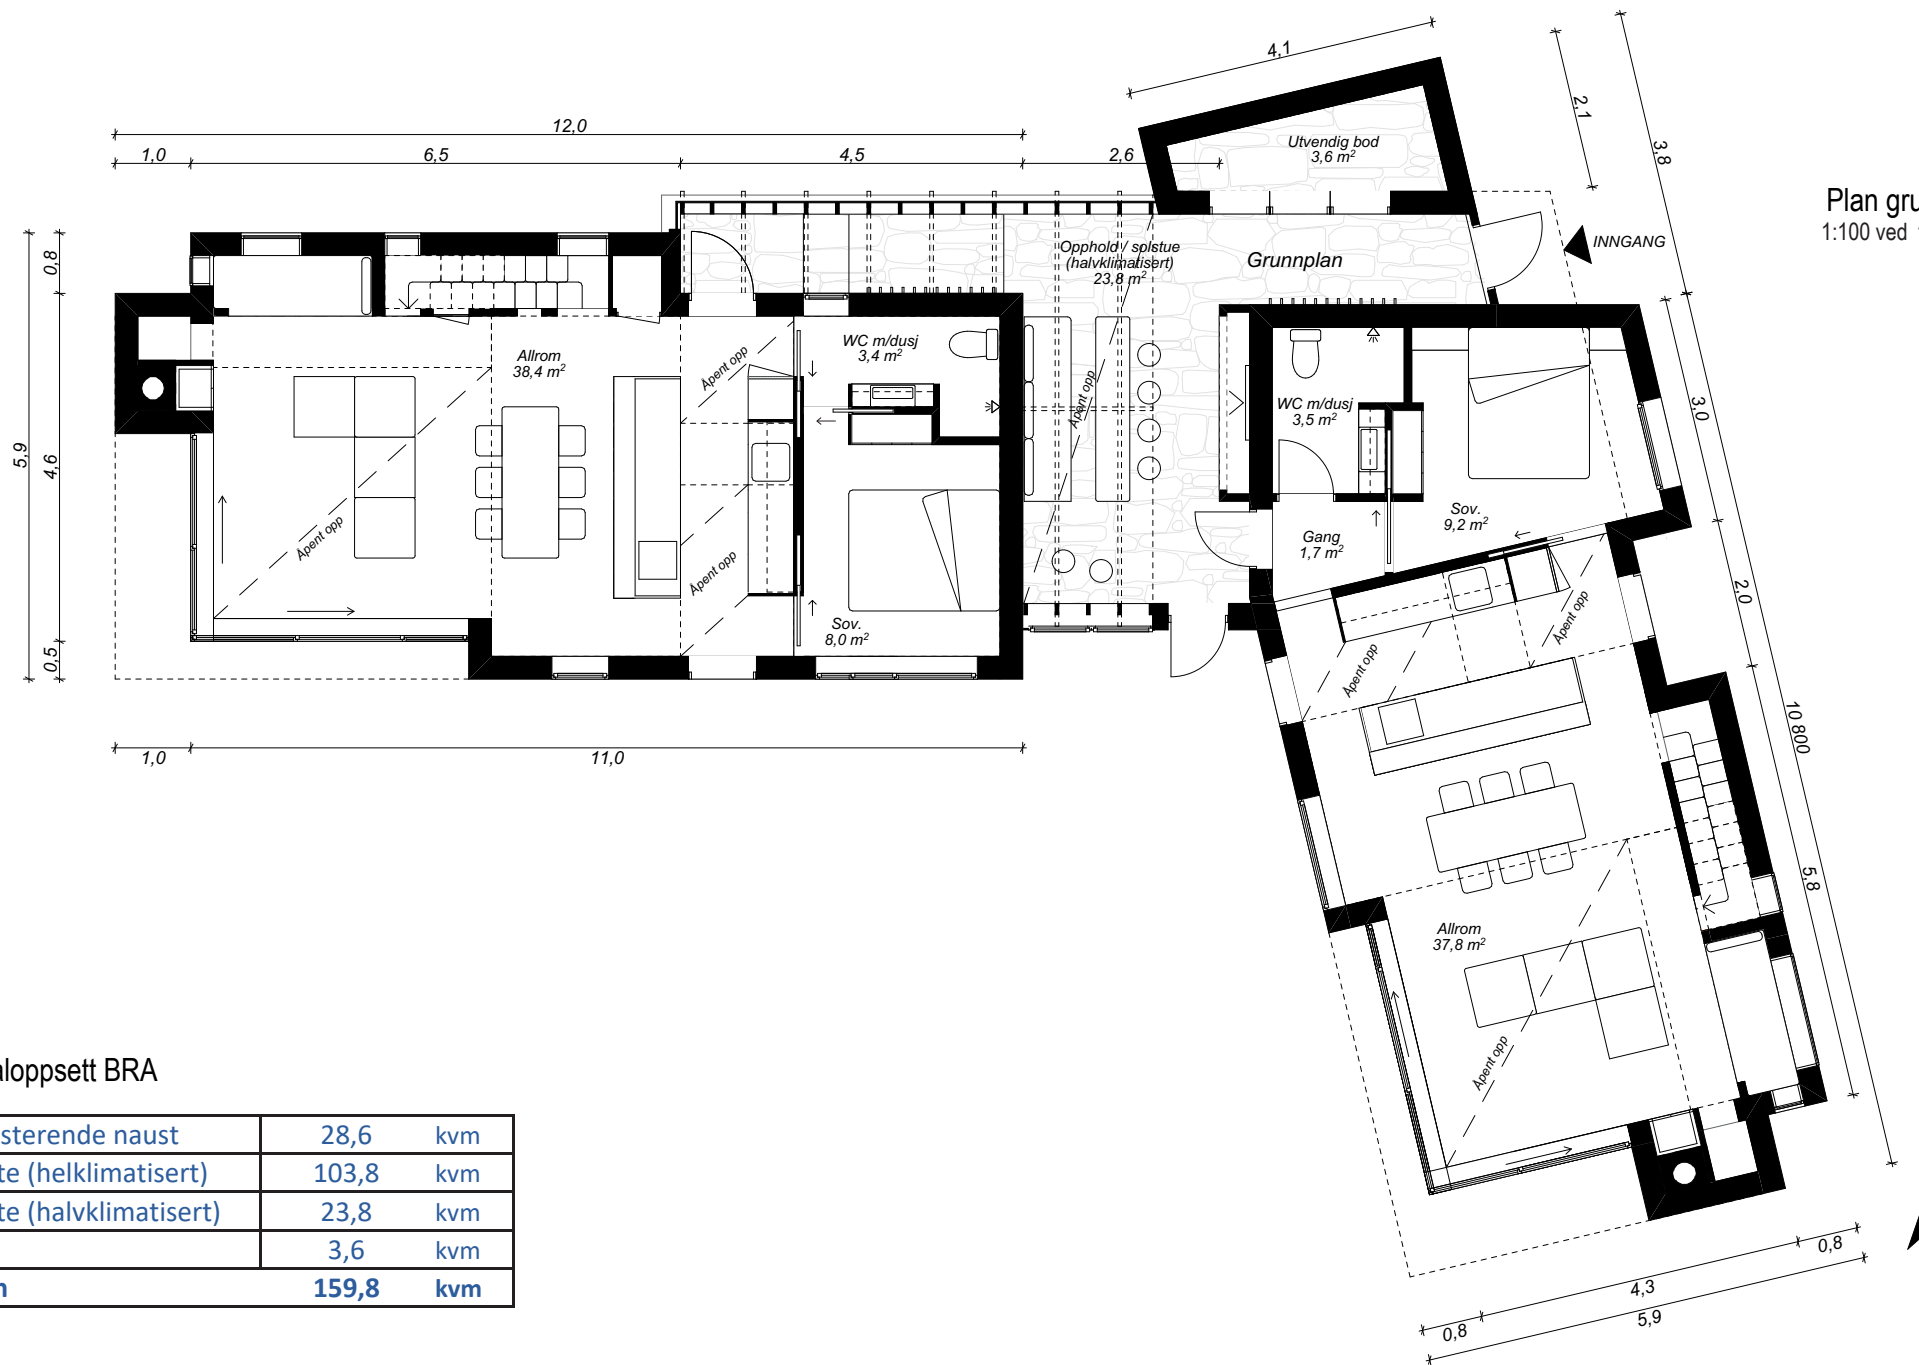 4,1
2,1
3,8
12,0
1,0
6,5
4,5
2,6
Utvendig bod
3,6 m²
Plan gru
1:100 ved
INNGANG
Opphold / solstue
(halvklimatisert)
23,8 m²
Grunnplan
0,8
5,9
4,6
0,5
Allrom
38,4 m²
Åpent opp
WC m/dusj
3,4 m²
Åpent opp
Åpent opp
Åpent opp
Sov.
8,0 m²
WC m/dusj
3,5 m²
Sov.
9,2 m²
Gang
1,7 m²
3,0
2,0
10 800
5,8
Åpent opp
Åpent opp
1,0
11,0
Allrom
37,8 m²
Åpent opp
aloppsett BRA
sterende naust 28,6 kvm
te (helklimatisert) 103,8 kvm
te (halvklimatisert) 23,8 kvm
3,6 kvm
159,8 kvm
0,8
4,3
0,8
5,9